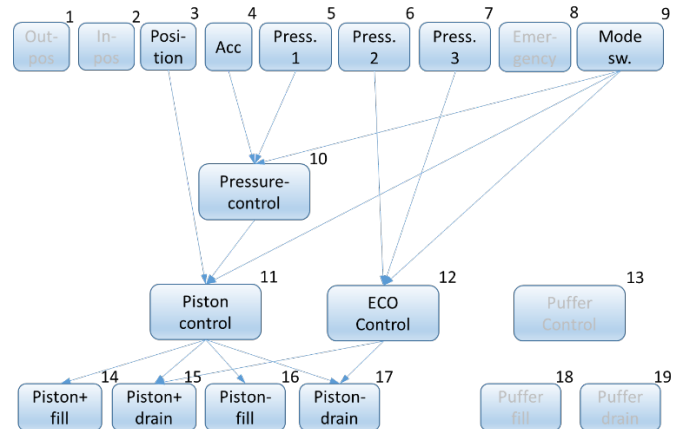 1 2 3 4 5 6 7 8 9
Out- In- Posi- Acc Press. Press. Press. Emer- Mode
pos pos tion 1 2 3 gency sw.
10
Pressure-
control
11 12 13
Piston ECO Puffer
control Control Control
14 15 16 17 18 19
Piston+ Piston+ Piston- Piston- Puffer Puffer
fill drain fill drain fill drain